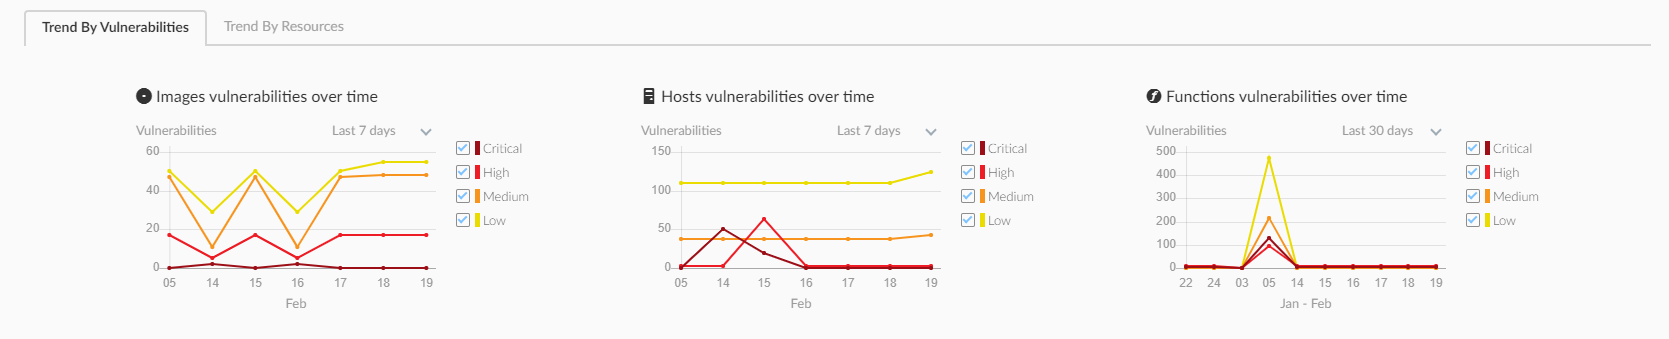 Trend By Vulnerabilities
Trend By Resources
Images vulnerabilities over time
Vulnerabilities
Last 7 days
60
40
20
0
05 14 15 16 17 18 19
Feb
Critical
High
Medium
Low
Hosts vulnerabilities over time
Vulnerabilities
Last 7 days
150
100
50
0
05 14 15 16 17 18 19
Feb
Critical
High
Medium
Low
Functions vulnerabilities over time
Vulnerabilities
Last 30 days
500
400
300
200
100
0
22 24 03 05 14 15 16 17 18 19
Jan - Feb
Critical
High
Medium
Low